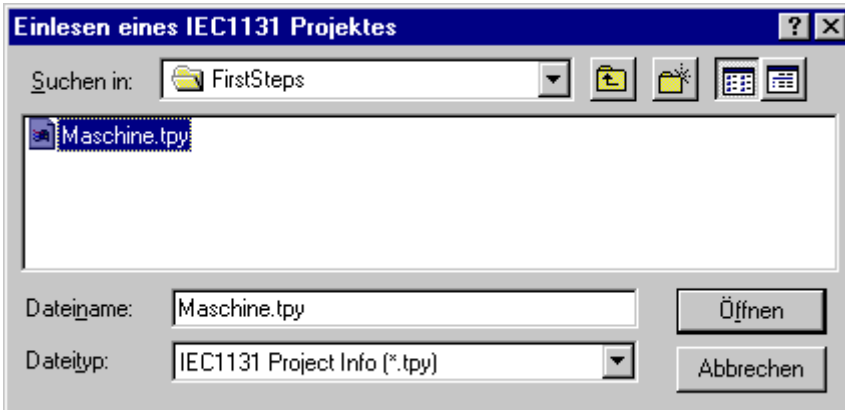 Einlesen eines IEC1131 Projektes
Suchen in: FirstSteps
Maschine.tpy
Dateiname: Maschine.tpy Öffnen
Dateityp: IEC1131 Project Info (*.tpy) Abbrechen